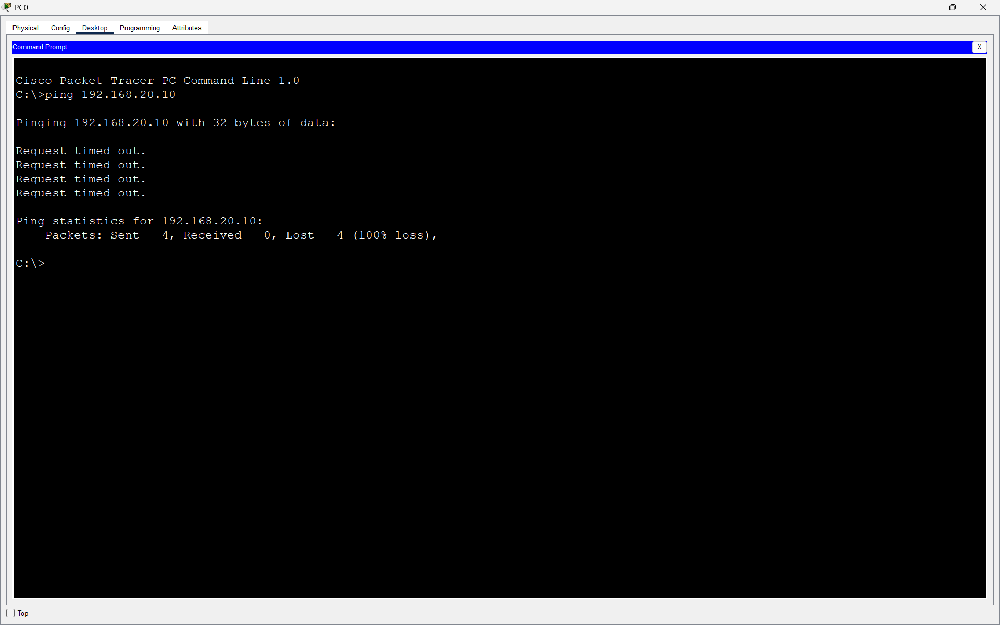 PC0
Physical Config Desktop Programming Attributes
Command Prompt X
Cisco Packet Tracer PC Command Line 1.0
C:\>ping 192.168.20.10
Pinging 192.168.20.10 with 32 bytes of data:
Request timed out.
Request timed out.
Request timed out.
Request timed out.
Ping statistics for 192.168.20.10:
    Packets: Sent = 4, Received = 0, Lost = 4 (100% loss),
C:\>
Top